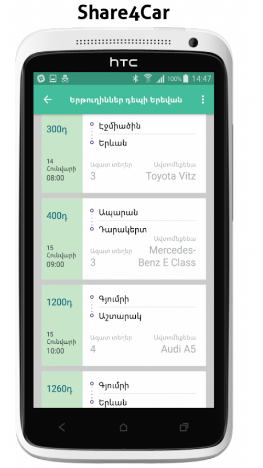 Share4Car
hTC
100% 14:47
Երթուղիններ դեպի Երևան
300դ
Էջմիածին
Երևան
14
Հունվարի
08:00
Ազատ տեղեր
3
Ավտոմեքենա
Toyota Vitz
400դ
Ապարան
Դարակերտ
15
Հունվարի
09:00
Ազատ տեղեր
3
Ավտոմեքենա
Mercedes-
Benz E Class
1200դ
Գյումրի
Աշտարակ
15
Հունվարի
10:00
Ազատ տեղեր
4
Ավտոմեքենա
Audi A5
1260դ
Գյումրի
Երևան